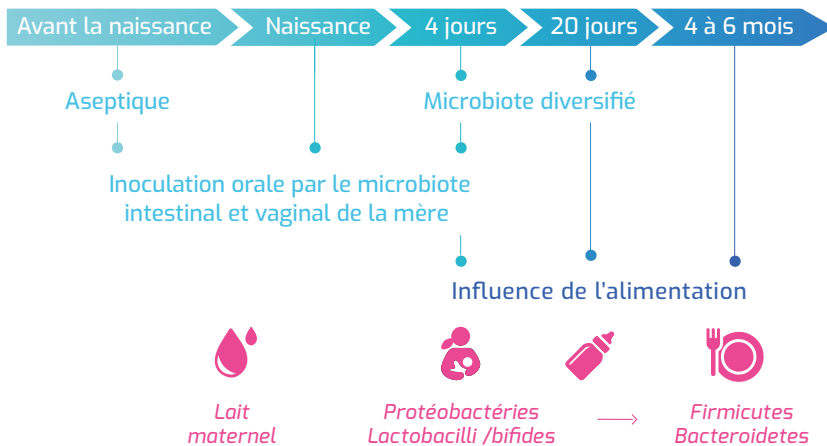 Avant la naissance
Naissance
4 jours
20 jours
4 à 6 mois
Aseptique
Microbiote diversifié
Inoculation orale par le microbiote
intestinal et vaginal de la mère
Influence de l'alimentation
Lait
maternel
Protéobactéries
Lactobacilli /bifides
Firmicutes
Bacteroidetes